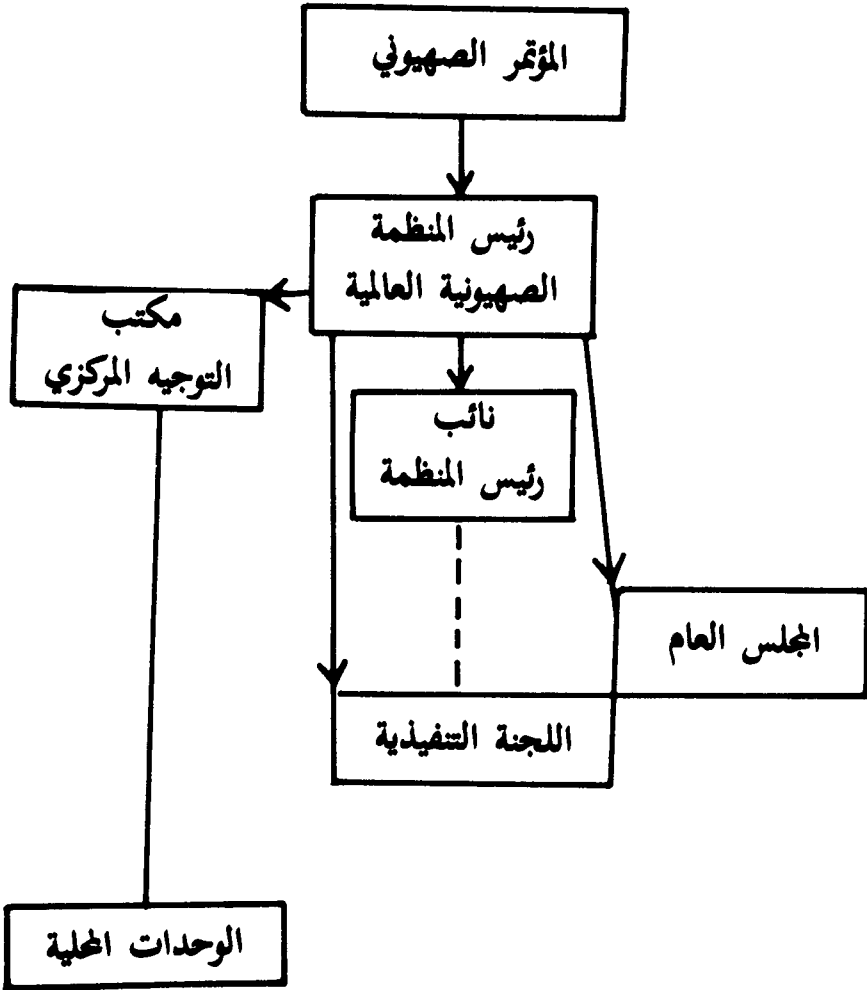 المؤتمر الصهيوني
رئيس المنظمة
الصهيونية العالمية
مكتب
التوجيه المركزي
نائب
رئيس المنظمة
المجلس العام
اللجنة التنفيذية
الوحدات المحلية